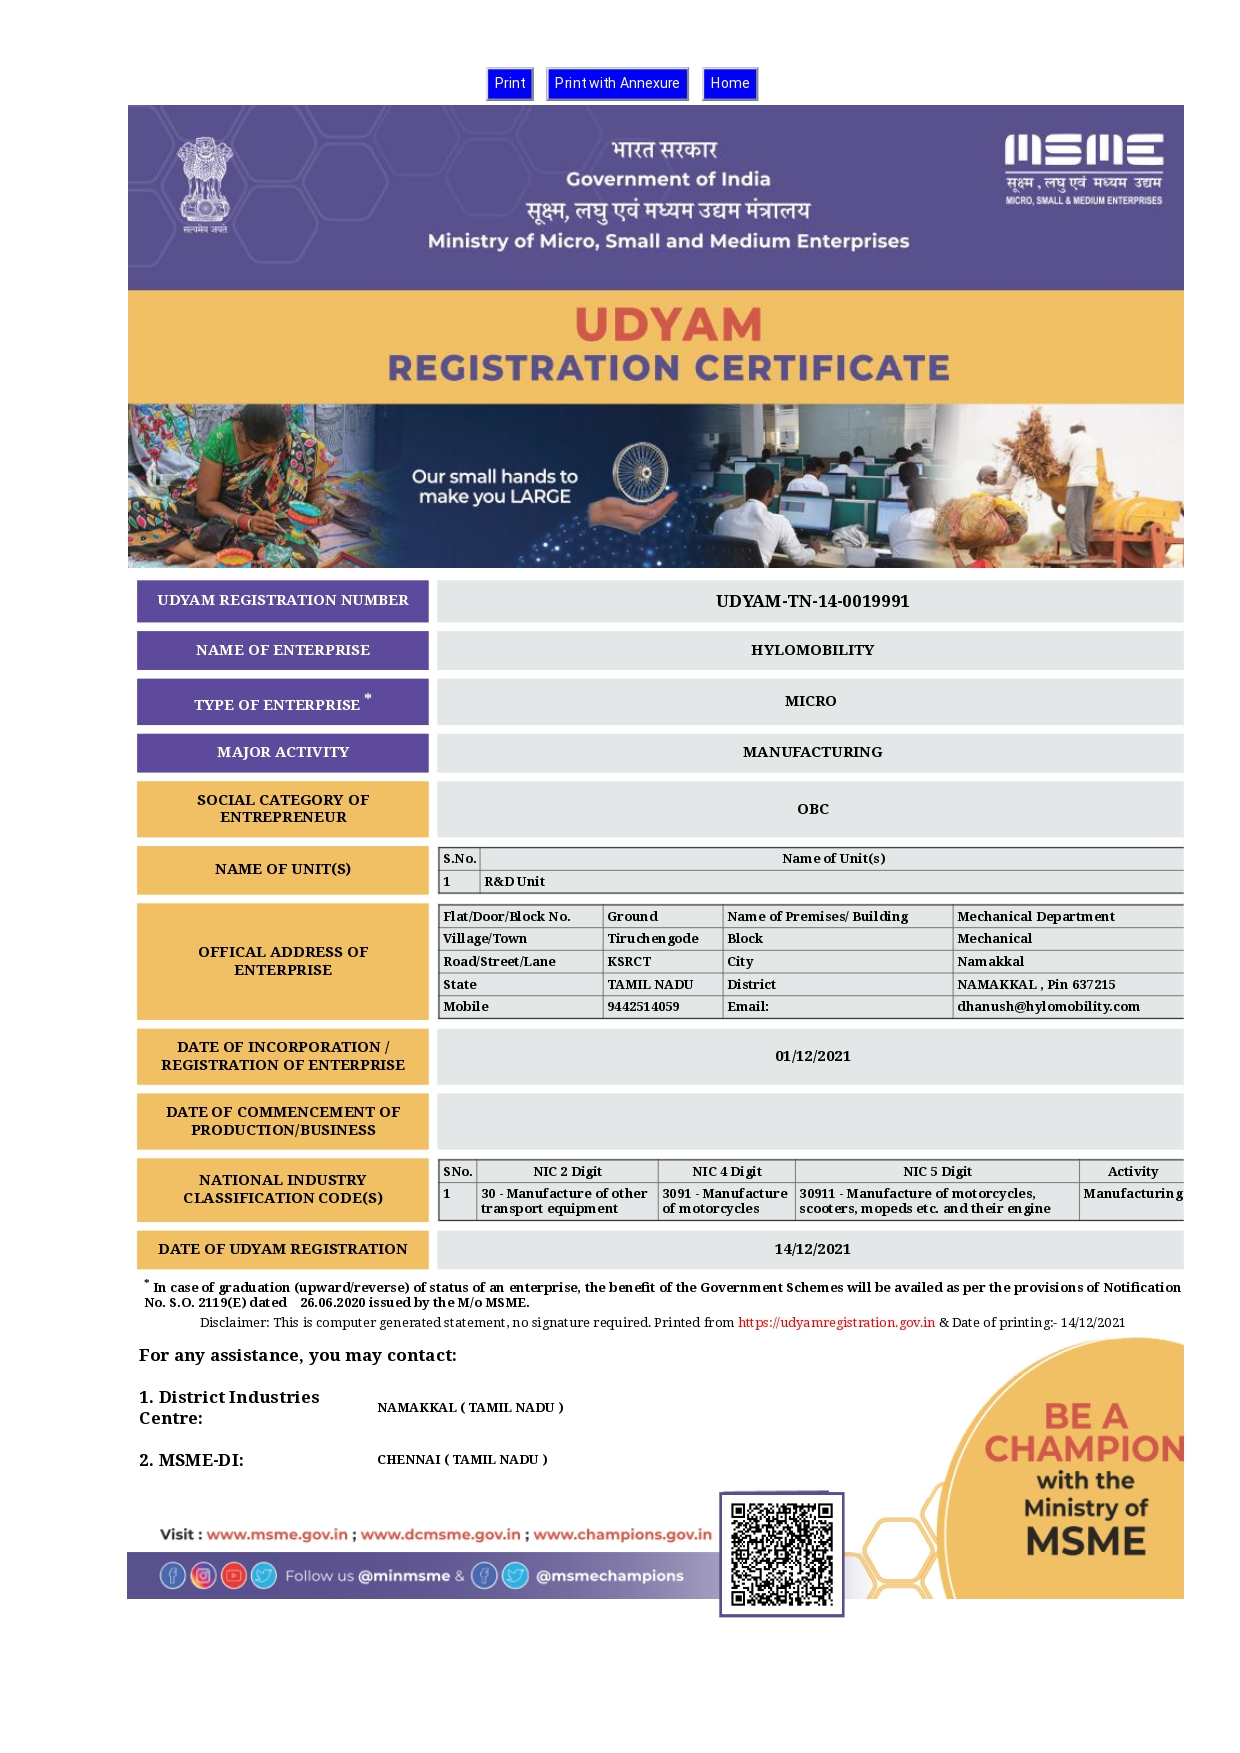 Print Print with Annexure Home
भारत सरकार
Government of India
सूक्ष्म, लघु एवं मध्यम उद्यम मंत्रालय
Ministry of Micro, Small and Medium Enterprises
सत्यमेव जयते
MSME
सूक्ष्म , लघु एवं मध्यम उद्यम
MICRO, SMALL & MEDIUM ENTERPRISES
UDYAM
REGISTRATION CERTIFICATE
Our small hands to
make you LARGE
UDYAM REGISTRATION NUMBER UDYAM-TN-14-0019991
NAME OF ENTERPRISE HYLOMOBILITY
TYPE OF ENTERPRISE * MICRO
MAJOR ACTIVITY MANUFACTURING
SOCIAL CATEGORY OF
ENTREPRENEUR
OBC
NAME OF UNIT(S)
S.No. Name of Unit(s)
1 R&D Unit
OFFICAL ADDRESS OF
ENTERPRISE
Flat/Door/Block No. Ground Name of Premises/ Building Mechanical Department
Village/Town Tiruchengode Block Mechanical
Road/Street/Lane KSRCT City Namakkal
State TAMIL NADU District NAMAKKAL , Pin 637215
Mobile 9442514059 Email: dhanush@hylomobility.com
DATE OF INCORPORATION /
REGISTRATION OF ENTERPRISE
01/12/2021
DATE OF COMMENCEMENT OF
PRODUCTION/BUSINESS
NATIONAL INDUSTRY
CLASSIFICATION CODE(S)
SNo. NIC 2 Digit NIC 4 Digit NIC 5 Digit Activity
1 30 - Manufacture of other 3091 - Manufacture 30911 - Manufacture of motorcycles, Manufacturing
transport equipment of motorcycles scooters, mopeds etc. and their engine
DATE OF UDYAM REGISTRATION 14/12/2021
* In case of graduation (upward/reverse) of status of an enterprise, the benefit of the Government Schemes will be availed as per the provisions of Notification
No. S.O. 2119(E) dated 26.06.2020 issued by the M/o MSME.
Disclaimer: This is computer generated statement, no signature required. Printed from https://udyamregistration.gov.in & Date of printing:- 14/12/2021
For any assistance, you may contact:
1. District Industries
Centre:
NAMAKKAL ( TAMIL NADU )
2. MSME-DI: CHENNAI ( TAMIL NADU )
BE A
CHAMPION
with the
Ministry of
MSME
Visit : www.msme.gov.in ; www.dcmsme.gov.in ; www.champions.gov.in
Follow us @minmsme & @msmechampions